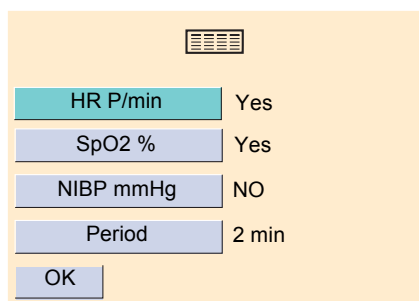 HR P/min Yes
SpO2 % Yes
NIBP mmHg NO
Period 2 min
OK